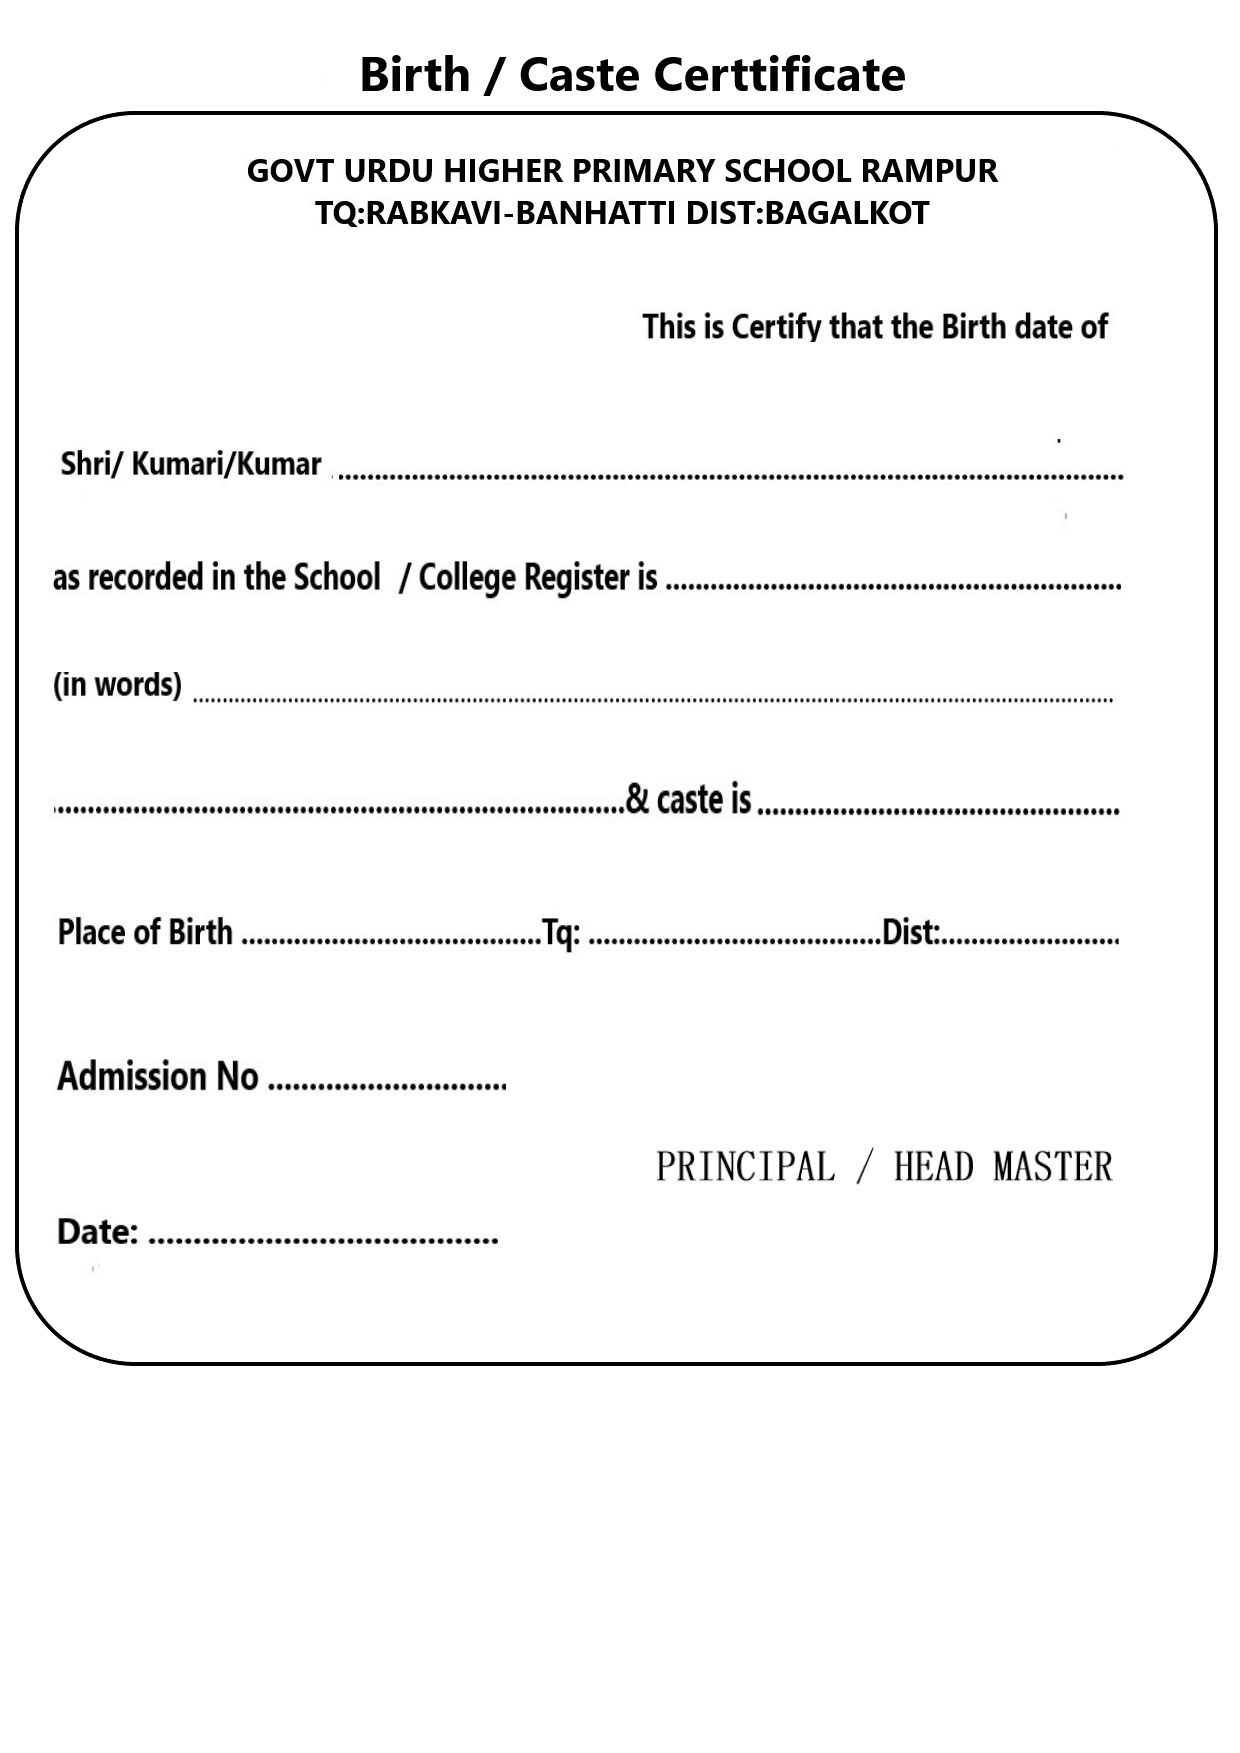 Birth / Caste Certtificate
GOVT URDU HIGHER PRIMARY SCHOOL RAMPUR
TQ:RABKAVI-BANHATTI DIST:BAGALKOT
This is Certify that the Birth date of
Shri/ Kumari/Kumar ........................................
as recorded in the School / College Register is ........................................
(in words) ........................................
........................................& caste is ........................................
Place of Birth ........................................Tq: ........................................Dist:........................
Admission No .............................
PRINCIPAL / HEAD MASTER
Date: .......................................